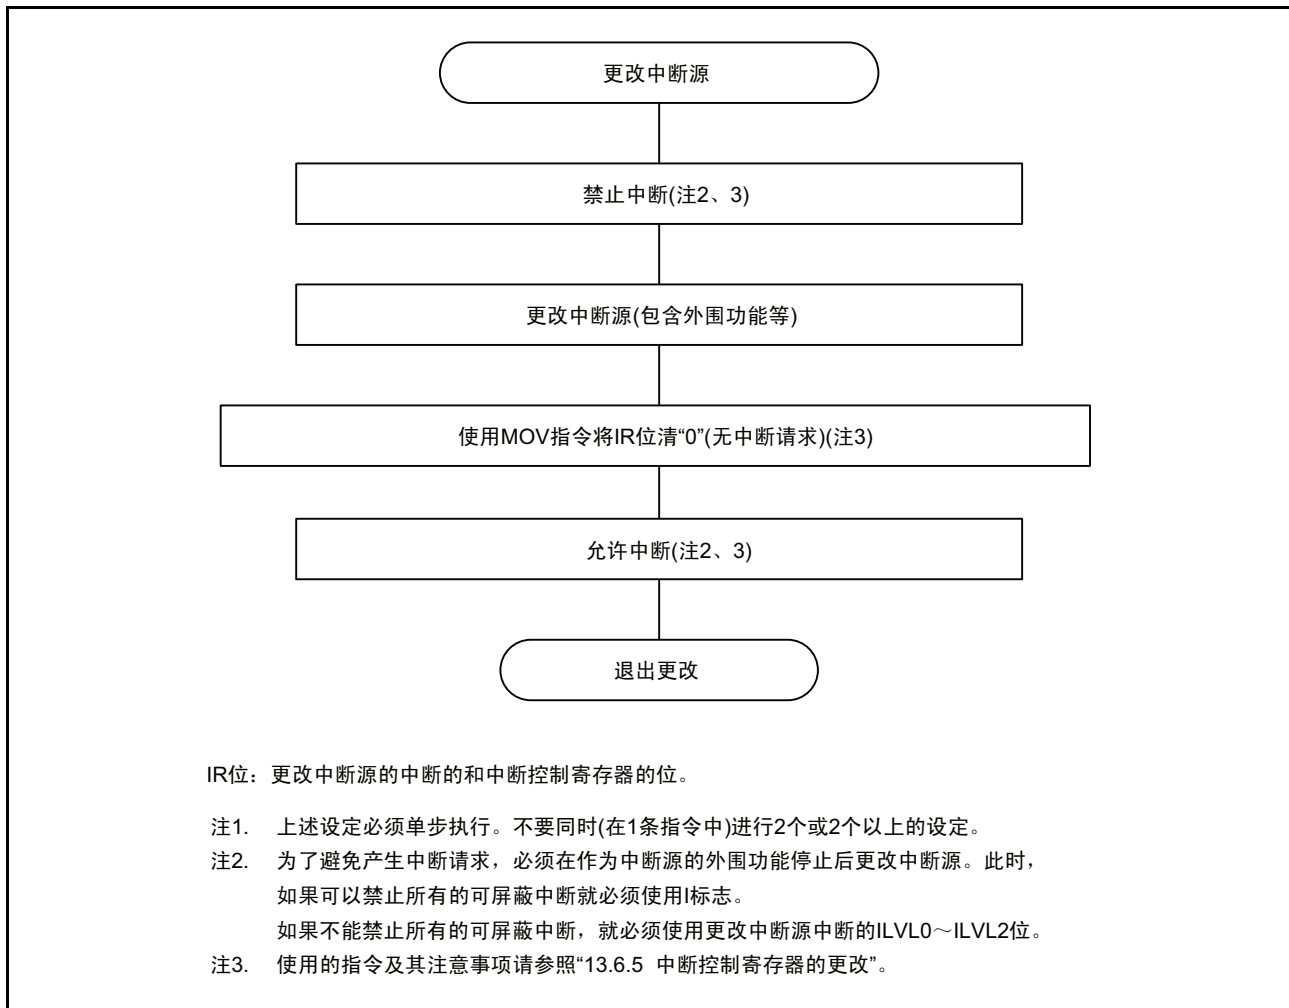 更改中断源
禁止中断(注2、3)
更改中断源(包含外围功能等)
使用MOV指令将IR位清“0”(无中断请求)(注3)
允许中断(注2、3)
退出更改
IR位：更改中断源的中断的和中断控制寄存器的位。
注1. 上述设定必须单步执行。不要同时(在1条指令中)进行2个或2个以上的设定。
注2. 为了避免产生中断请求，必须在作为中断源的外围功能停止后更改中断源。此时，
如果可以禁止所有的可屏蔽中断就必须使用I标志。
如果不能禁止所有的可屏蔽中断，就必须使用更改中断源中断的ILVL0～ILVL2位。
注3. 使用的指令及其注意事项请参照“13.6.5 中断控制寄存器的更改”。